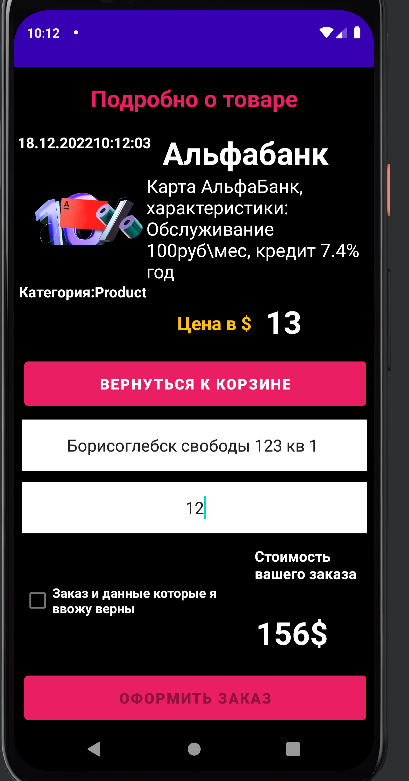 10:12
Подробно о товаре
18.12.202210:12:03
Альфабанк
10%
Карта АльфаБанк,
характеристики:
Обслуживание
100руб\мес, кредит 7.4%
год
Категория:Product
Цена в $ 13
ВЕРНУТЬСЯ К КОРЗИНЕ
Борисоглебск свободы 123 кв 1
12
Стоимость
вашего заказа
Заказ и данные которые я
ввожу верны
156$
ОФОРМИТЬ ЗАКАЗ